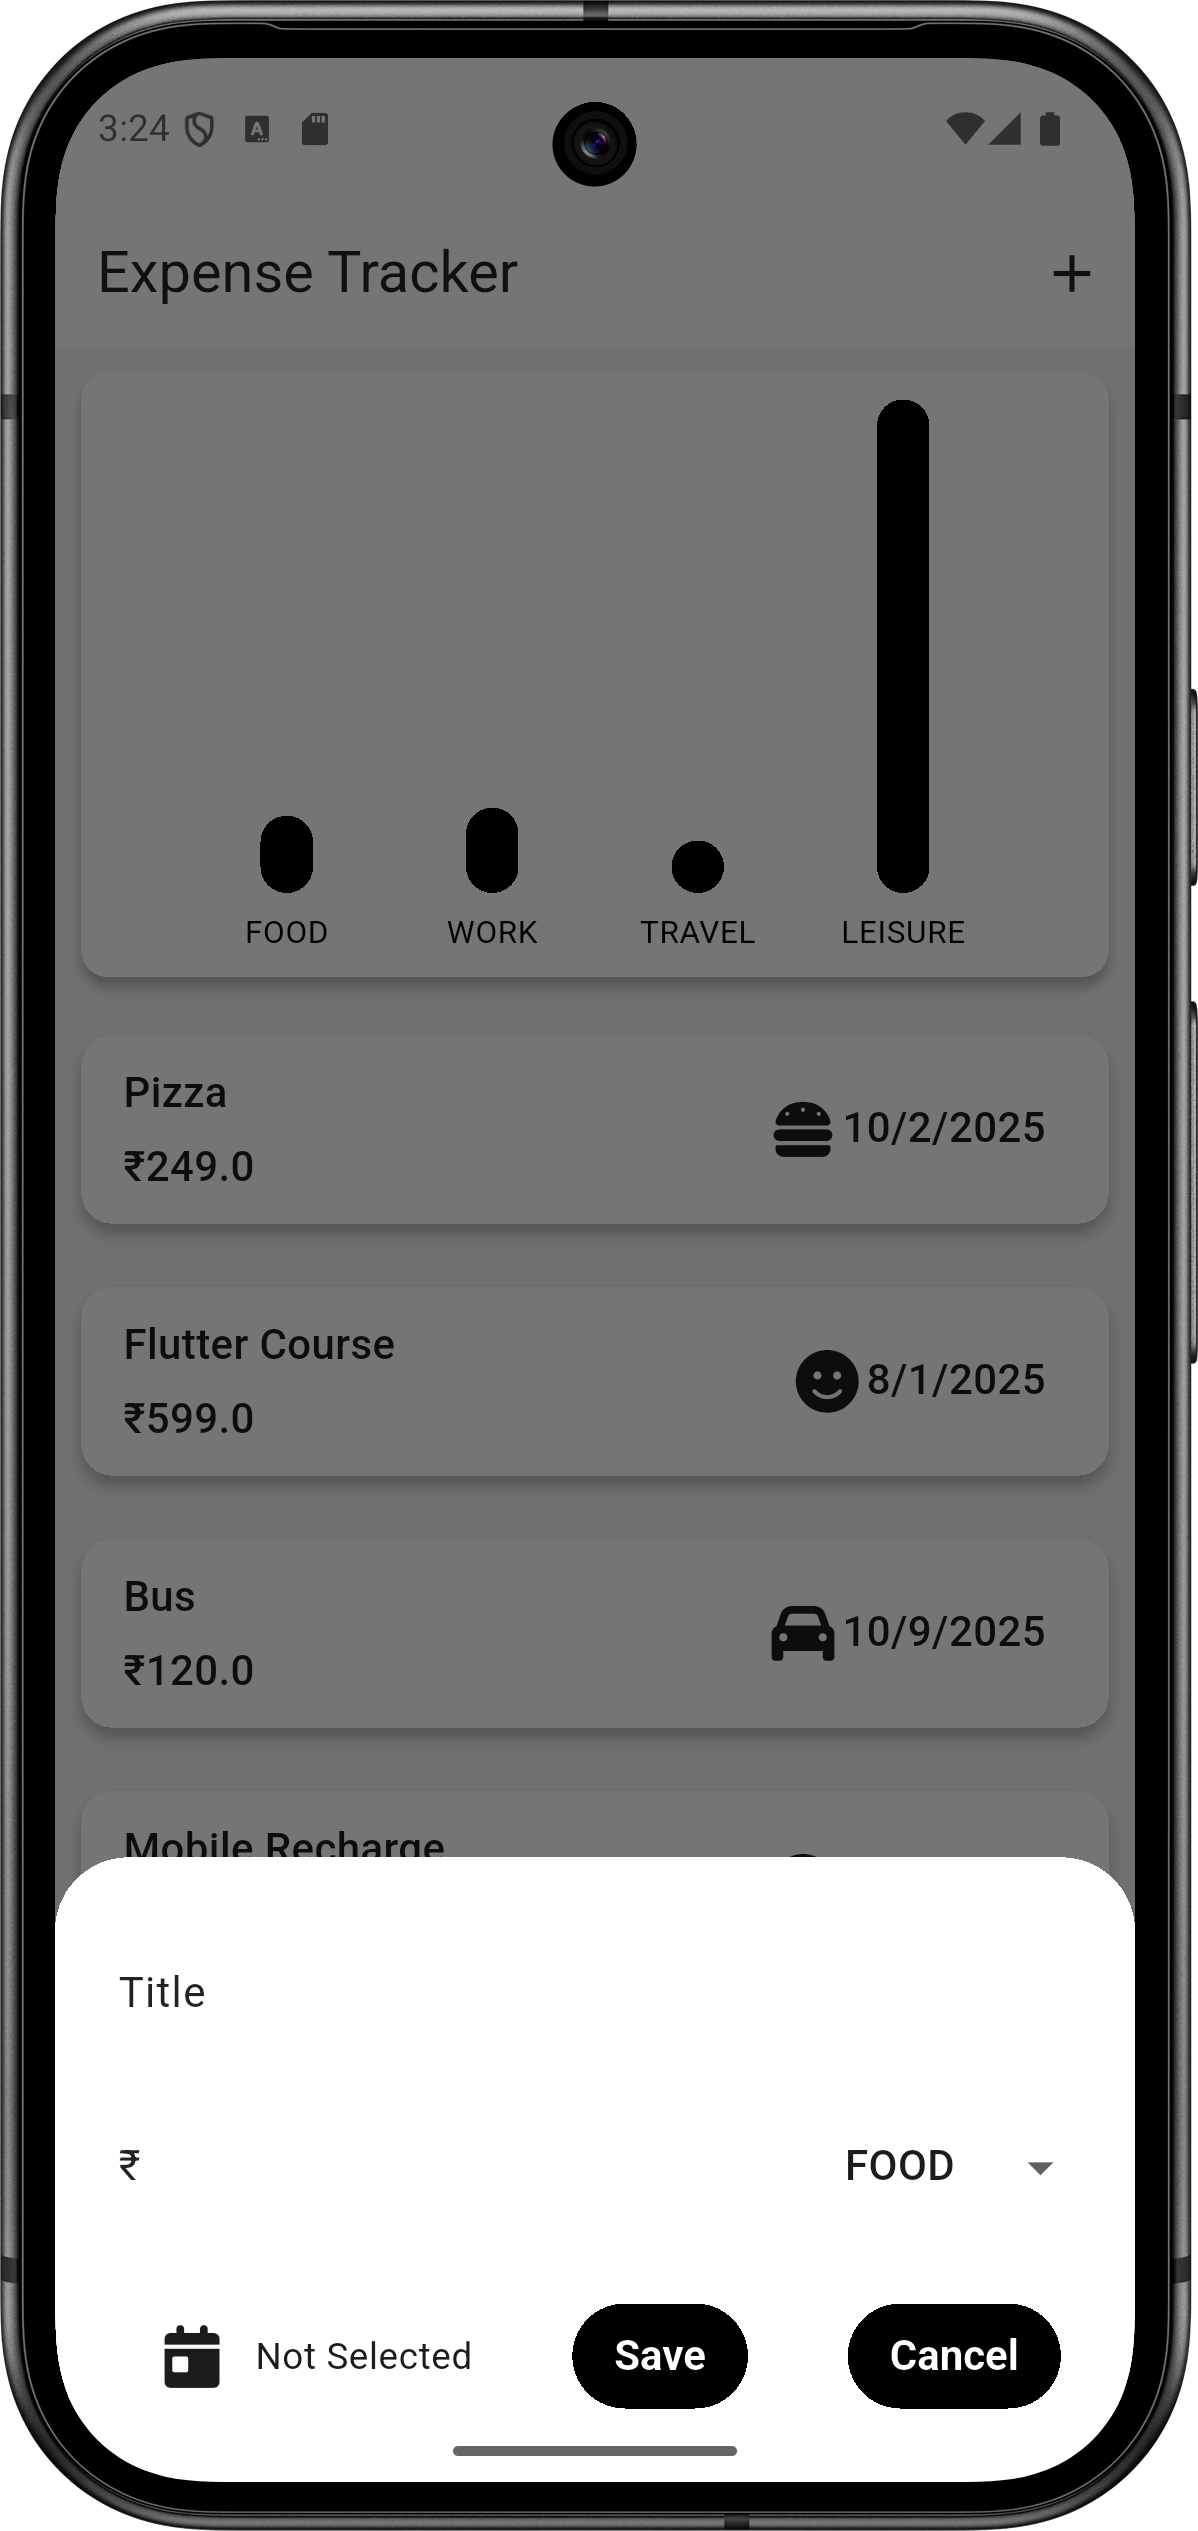 3:24
Expense Tracker
FOOD WORK TRAVEL LEISURE
Pizza
₹249.0
10/2/2025
Flutter Course
₹599.0
8/1/2025
Bus
₹120.0
10/9/2025
Mobile Recharge
Title
₹
FOOD
Not Selected
Save
Cancel